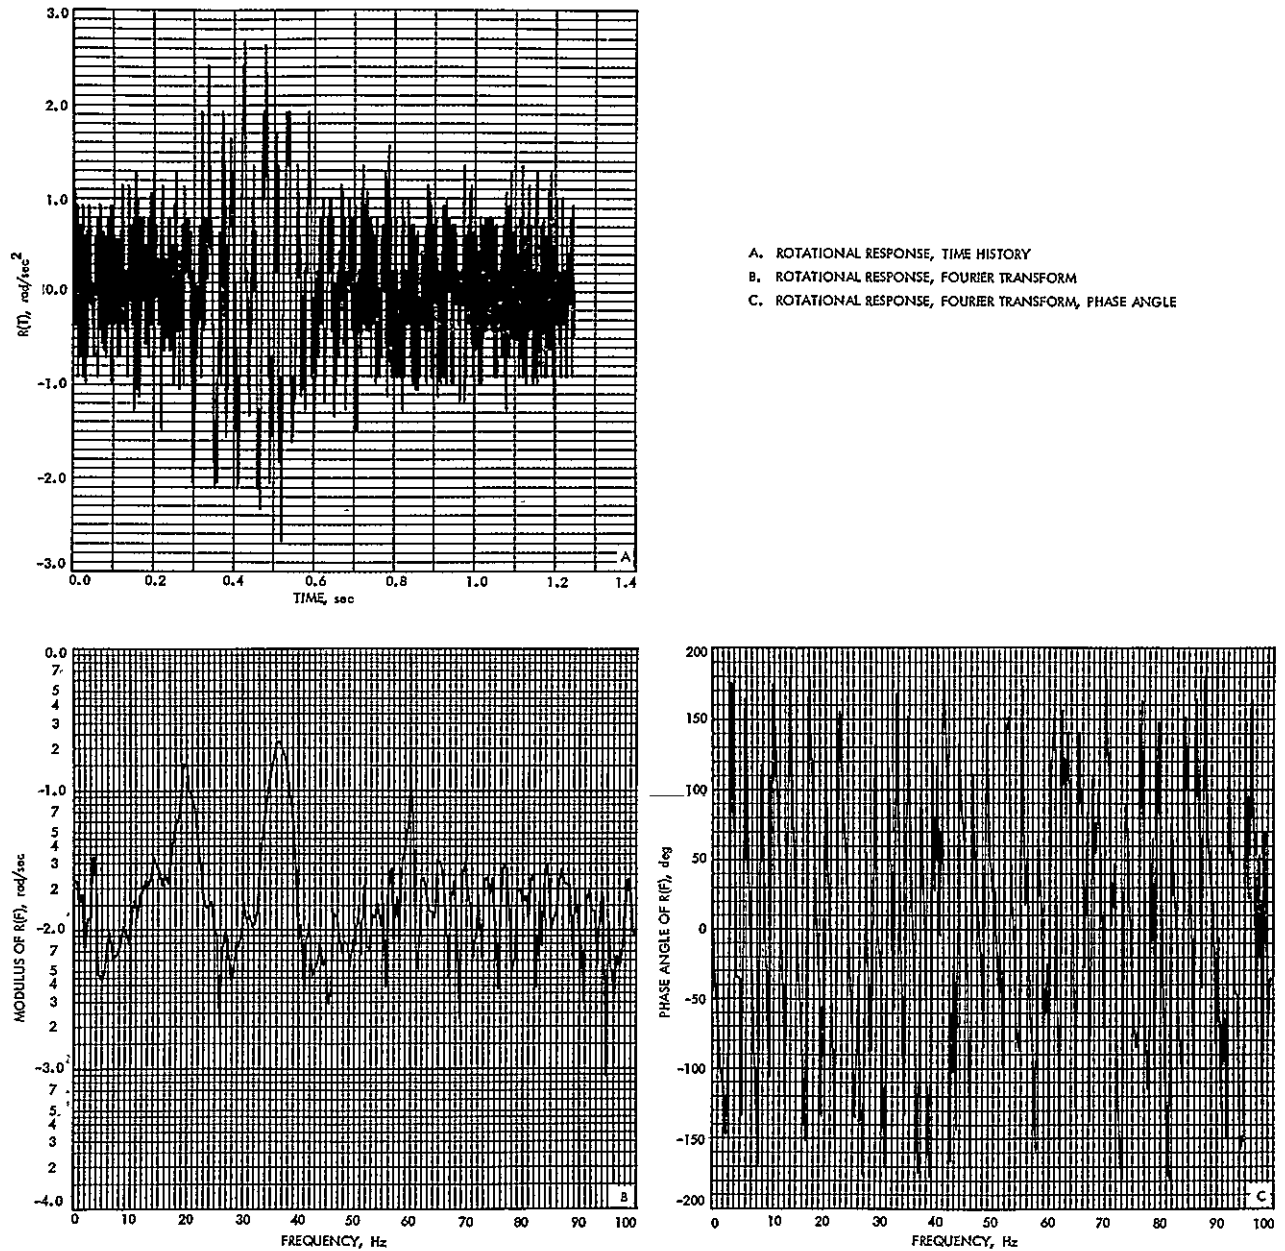 3.0
2.0
1.0
0.0
-1.0
-2.0
-3.0
R(T), rad/sec²
A
0.0 0.2 0.4 0.6 0.8 1.0 1.2 1.4
TIME, sec
A. ROTATIONAL RESPONSE, TIME HISTORY
B. ROTATIONAL RESPONSE, FOURIER TRANSFORM
C. ROTATIONAL RESPONSE, FOURIER TRANSFORM, PHASE ANGLE
0.0
7
5
4
3
2
-1.0
7
5
4
3
2
-2.0
7
5
4
3
2
-3.0
7
5
4
3
2
-4.0
MODULUS OF R(F), rad/sec
B
0 10 20 30 40 50 60 70 80 90 100
FREQUENCY, Hz
200
150
100
50
0
-50
-100
-150
-200
PHASE ANGLE OF R(F), deg
C
0 10 20 30 40 50 60 70 80 90 100
FREQUENCY, Hz